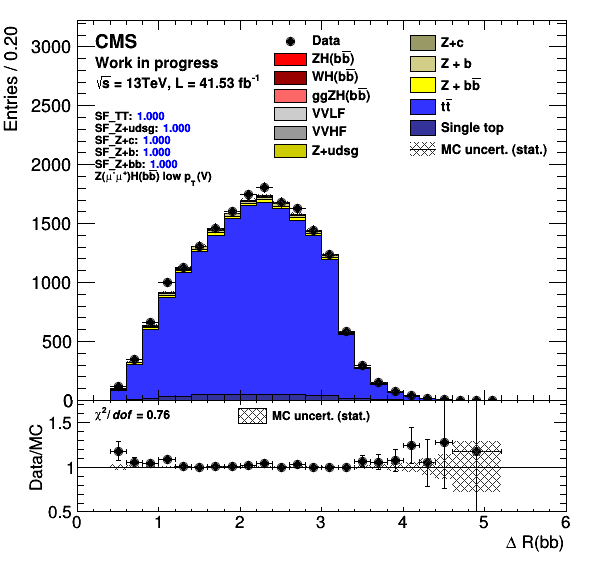 CMS
Work in progress
√s = 13TeV, L = 41.53 fb⁻¹
SF_TT: 1.000
SF_Z+udsg: 1.000
SF_Z+c: 1.000
SF_Z+b: 1.000
SF_Z+bb: 1.000
Z(μ⁻μ⁺)H(bb̅) low p_T(V)
Data
ZH(bb̅)
WH(bb̅)
ggZH(bb̅)
VVLF
VVHF
Z+udsg
Z+c
Z + b
Z + bb̅
tt̅
Single top
MC uncert. (stat.)
Entries / 0.20
3000
2500
2000
1500
1000
500
0
χ²/dof = 0.76
MC uncert. (stat.)
Data/MC
1.5
1
0.5
0 1 2 3 4 5 6
Δ R(bb)